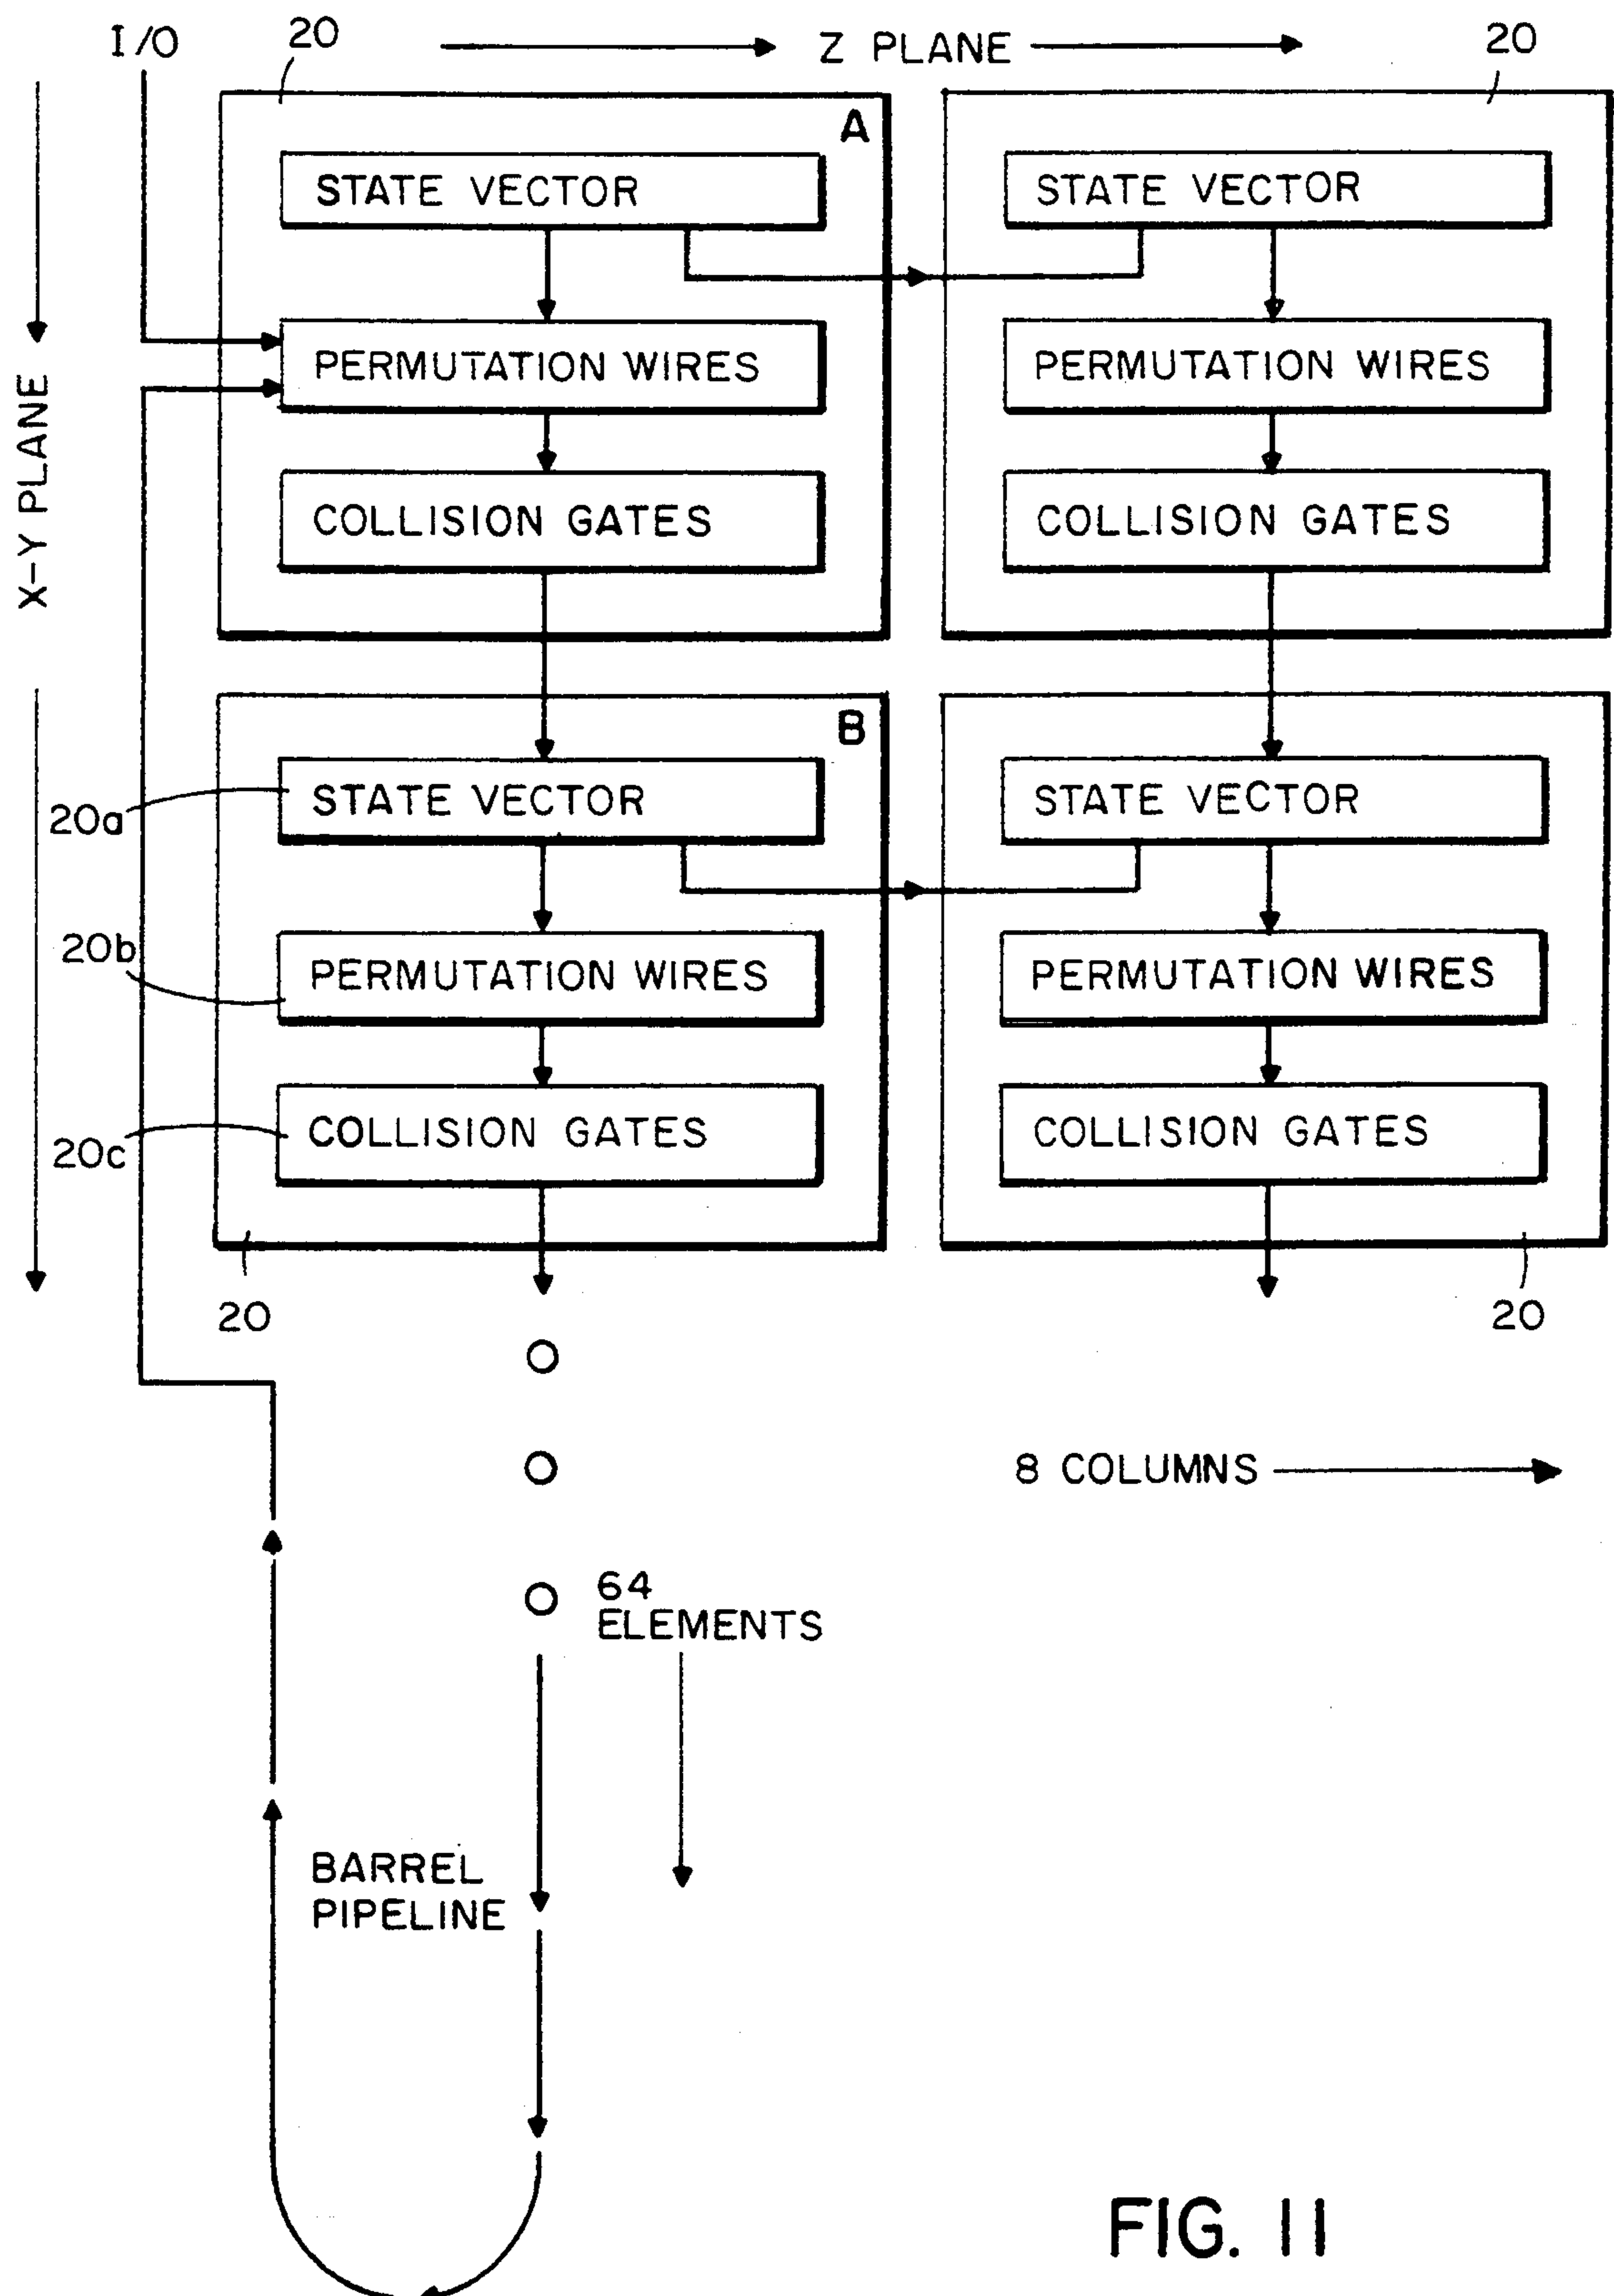 I/O
20
Z PLANE
20
X-Y PLANE
A
STATE VECTOR
STATE VECTOR
PERMUTATION WIRES
PERMUTATION WIRES
COLLISION GATES
COLLISION GATES
B
20a
STATE VECTOR
STATE VECTOR
20b
PERMUTATION WIRES
PERMUTATION WIRES
20c
COLLISION GATES
COLLISION GATES
20
20
8 COLUMNS
64
ELEMENTS
BARREL
PIPELINE
FIG. 11